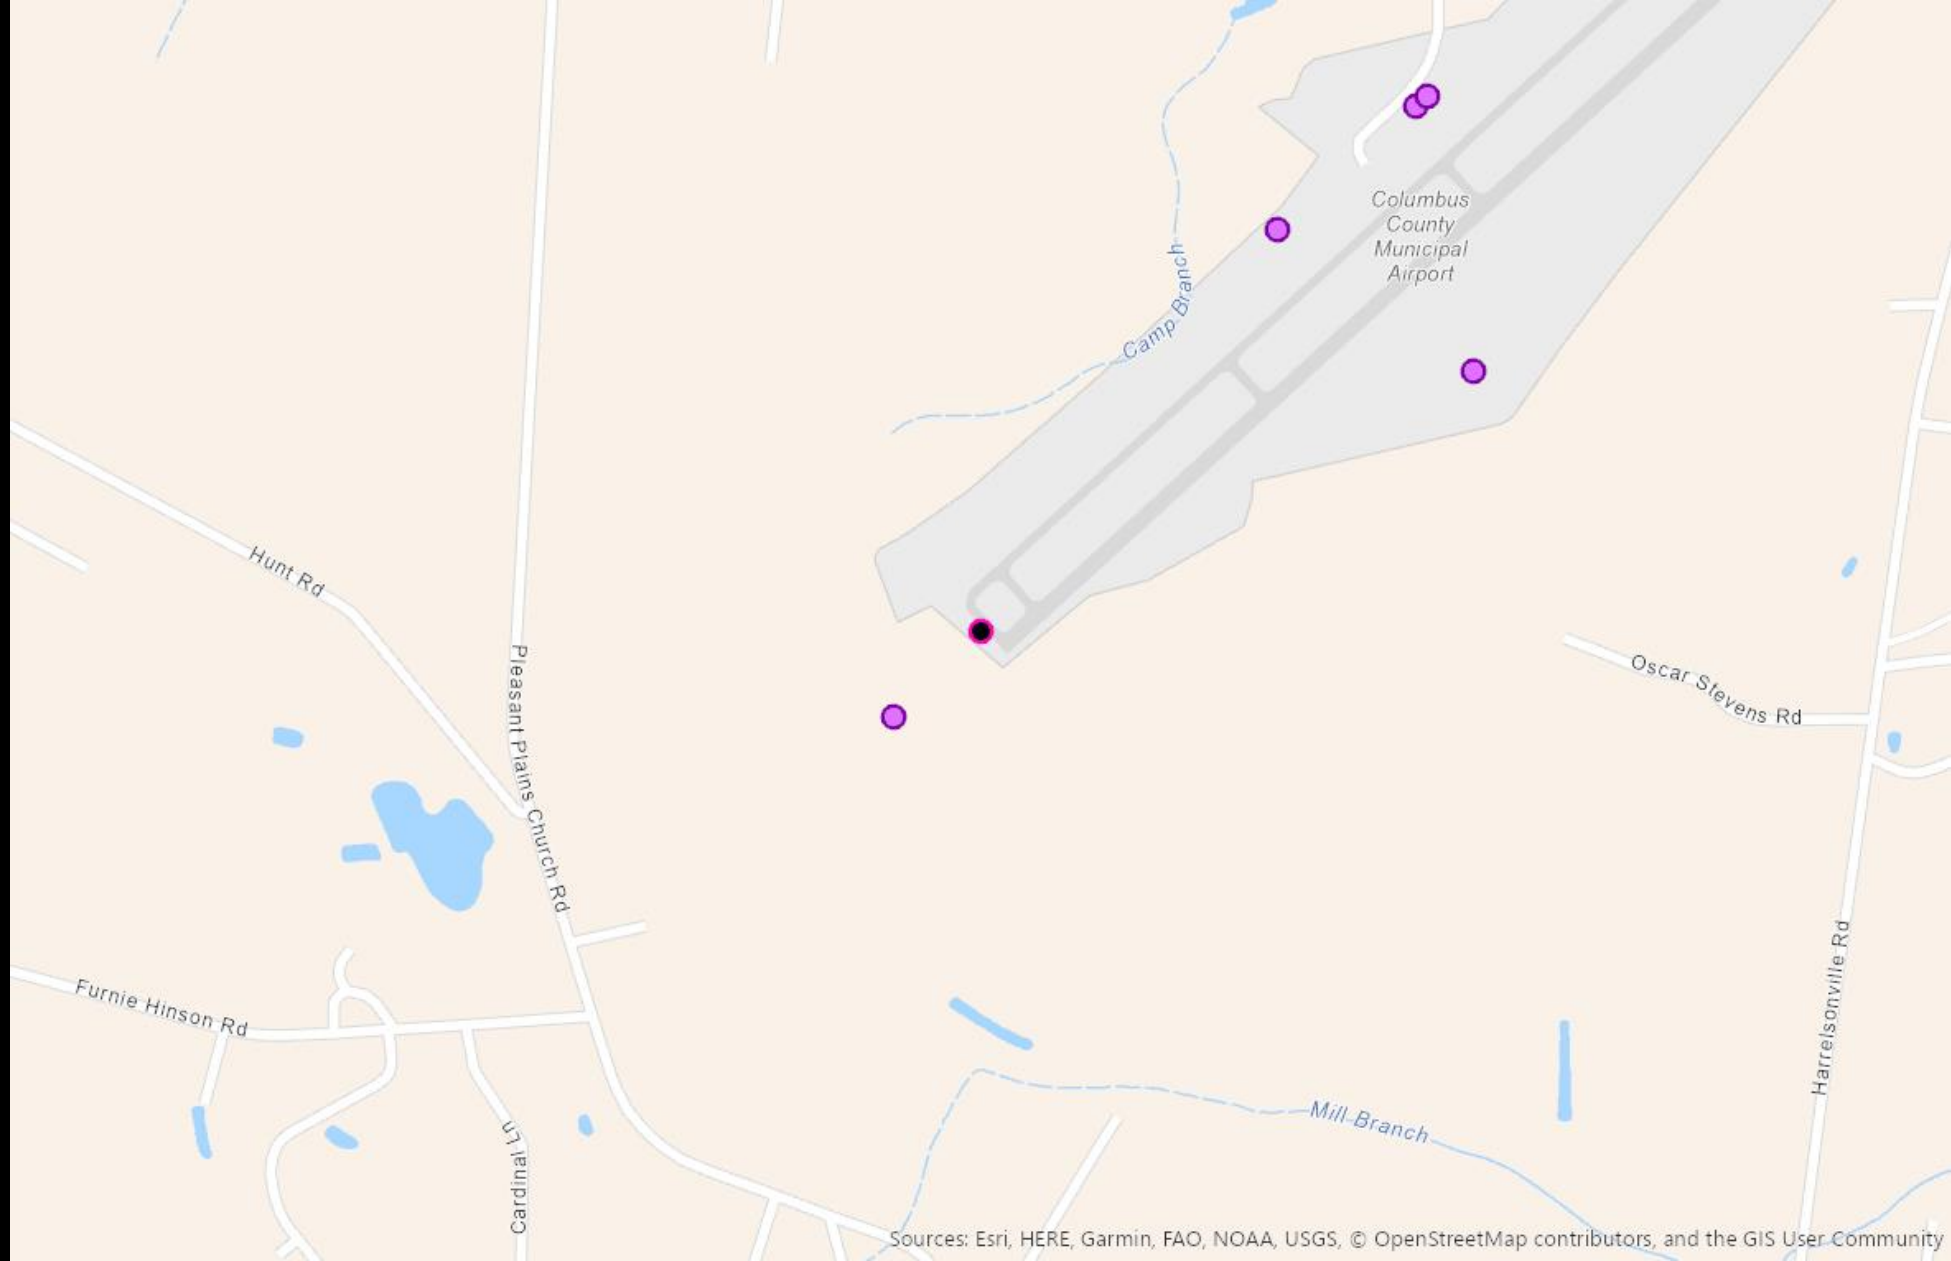 Columbus
County
Municipal
Airport
Camp Branch
Hunt Rd
Pleasant Plains Church Rd
Oscar Stevens Rd
Furnie Hinson Rd
Harrelsonville Rd
Mill Branch
Cardinal Ln
Sources: Esri, HERE, Garmin, FAO, NOAA, USGS, © OpenStreetMap contributors, and the GIS User Community